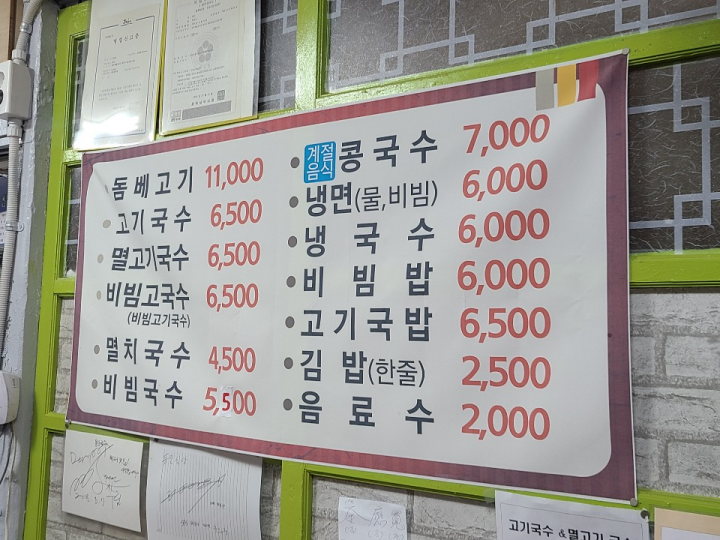 돔베고기 11,000
고기국수 6,500
멸고기국수 6,500
비빔고국수 6,500
(비빔고기국수)
멸치국수 4,500
비빔국수 5,500
계절음식 콩국수 7,000
냉면(물,비빔) 6,000
냉국수 6,000
비빔밥 6,000
고기국밥 6,500
김밥(한줄) 2,500
음료수 2,000
고기국수 & 멸고기